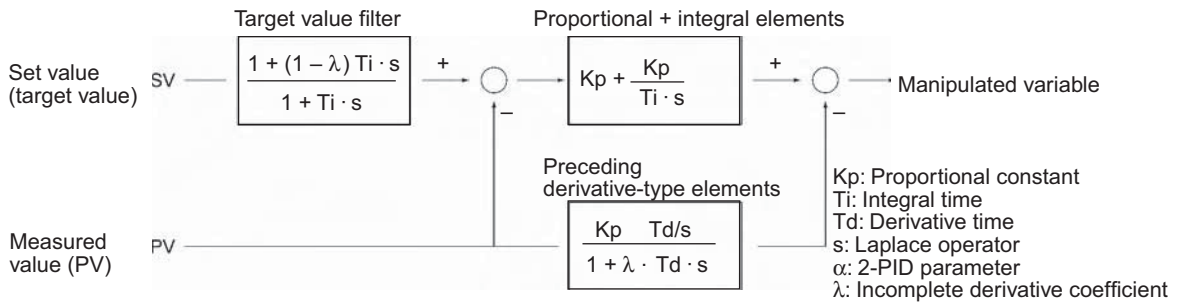 Target value filter
Proportional + integral elements
Set value
(target value)
SV
1 + (1 – λ) Ti · s
1 + Ti · s
+
–
Kp + Kp
Ti · s
+
–
Manipulated variable
Preceding
derivative-type elements
Measured
value (PV)
PV
Kp Td/s
1 + λ · Td · s
Kp: Proportional constant
Ti: Integral time
Td: Derivative time
s: Laplace operator
α: 2-PID parameter
λ: Incomplete derivative coefficient